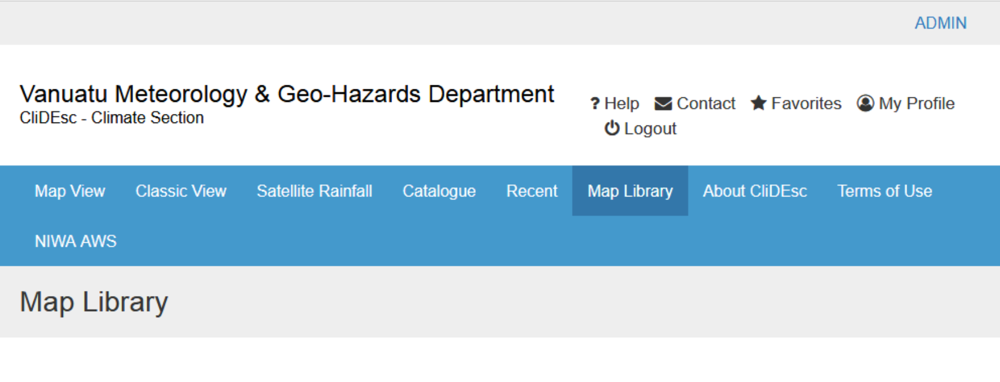 ADMIN
Vanuatu Meteorology & Geo-Hazards Department
CliDEsc - Climate Section
? Help Contact Favorites My Profile
Logout
Map View Classic View Satellite Rainfall Catalogue Recent Map Library About CliDEsc Terms of Use
NIWA AWS
Map Library